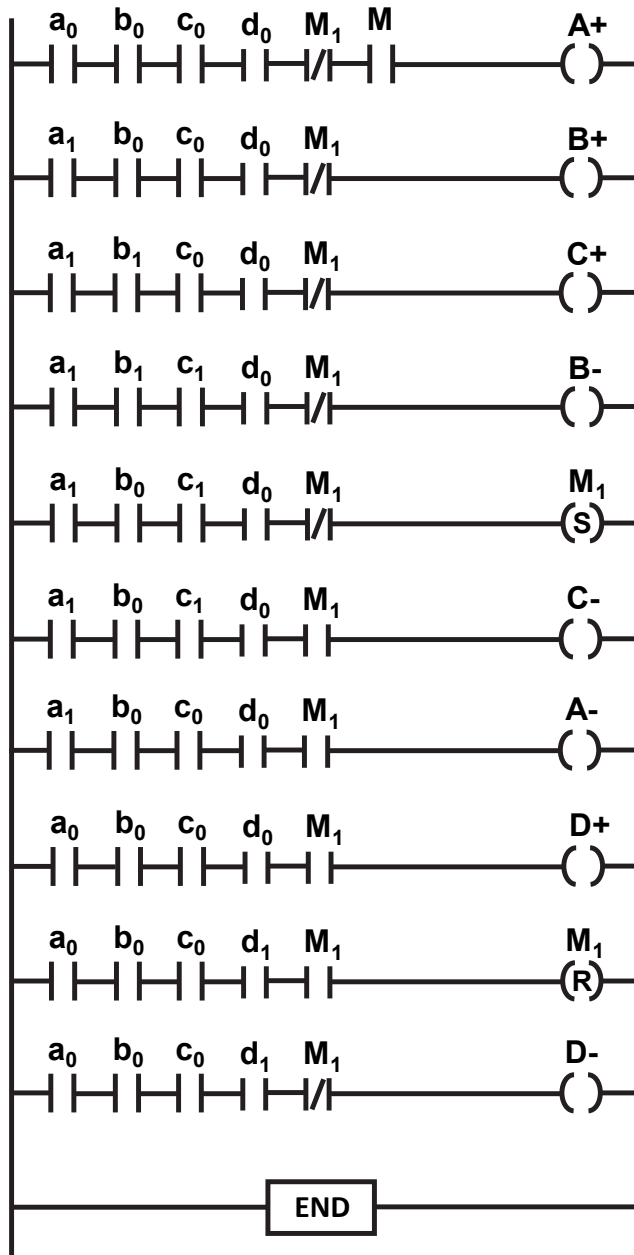 a₀ b₀ c₀ d₀ M₁ M A+
a₁ b₀ c₀ d₀ M₁ B+
a₁ b₁ c₀ d₀ M₁ C+
a₁ b₁ c₁ d₀ M₁ B-
a₁ b₀ c₁ d₀ M₁ M₁
S
a₁ b₀ c₁ d₀ M₁ C-
a₁ b₀ c₀ d₀ M₁ A-
a₀ b₀ c₀ d₀ M₁ D+
a₀ b₀ c₀ d₁ M₁ M₁
R
a₀ b₀ c₀ d₁ M₁ D-
END